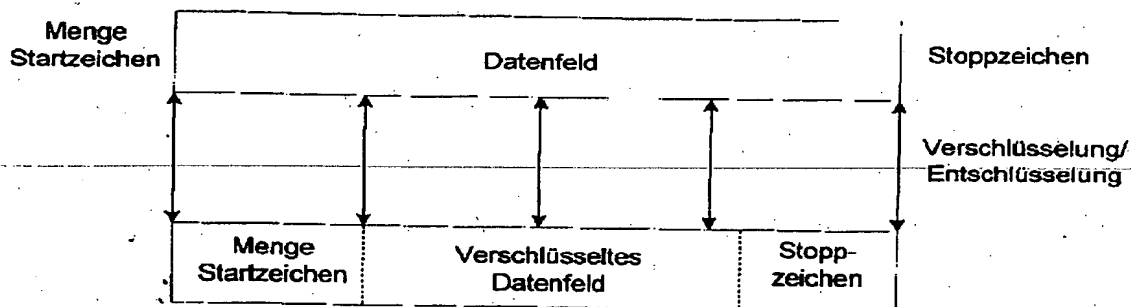 Menge
Startzeichen
Datenfeld
Stoppzeichen
Verschlüsselung/
Entschlüsselung
Menge
Startzeichen
Verschlüsseltes
Datenfeld
Stopp-
zeichen